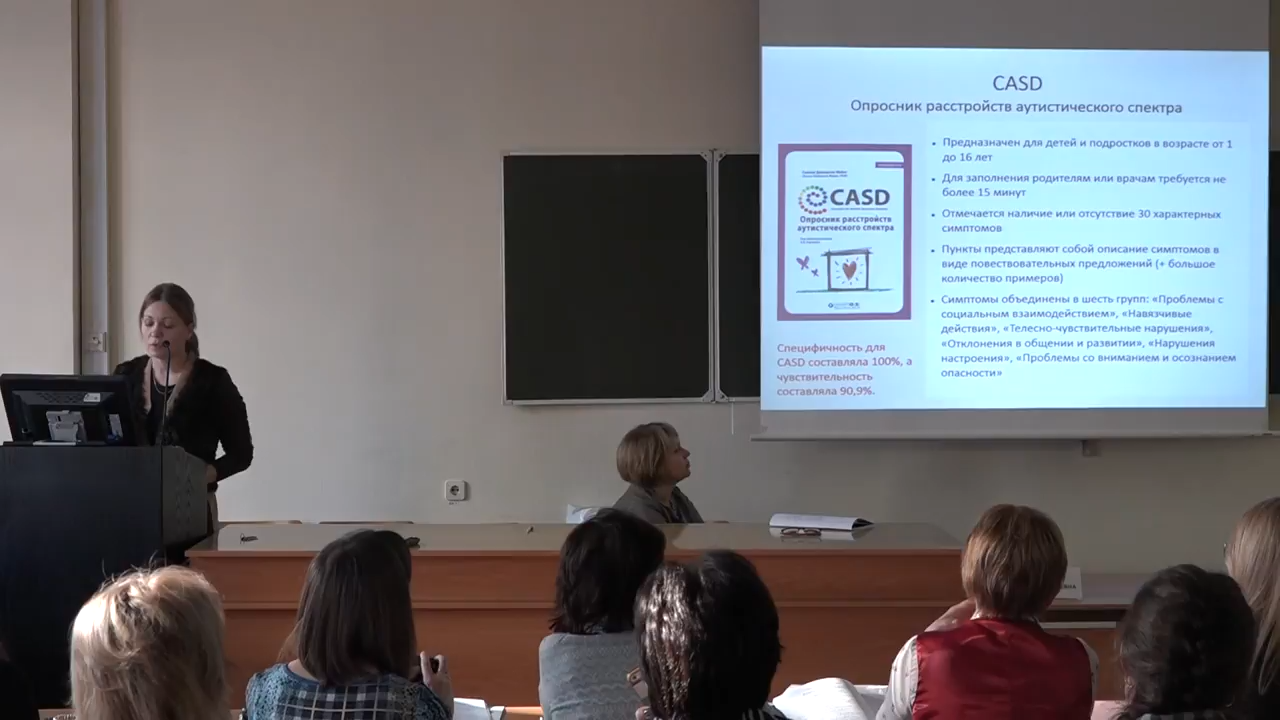 CASD
Опросник расстройств аутистического спектра
CASD
Опросник расстройств
аутистического спектра
Специфичность для
CASD составляла 100%, а
чувствительность
составляла 90,9%.
• Предназначен для детей и подростков в возрасте от 1
до 16 лет
• Для заполнения родителям или врачам требуется не
более 15 минут
• Отмечается наличие или отсутствие 30 характерных
симптомов
• Пункты представляют собой описание симптомов в
виде повествовательных предложений (+ большое
количество примеров)
• Симптомы объединены в шесть групп: «Проблемы с
социальным взаимодействием», «Навязчивые
действия», «Телесно-чувствительные нарушения»,
«Отклонения в общении и развитии», «Нарушения
настроения», «Проблемы со вниманием и осознанием
опасности»